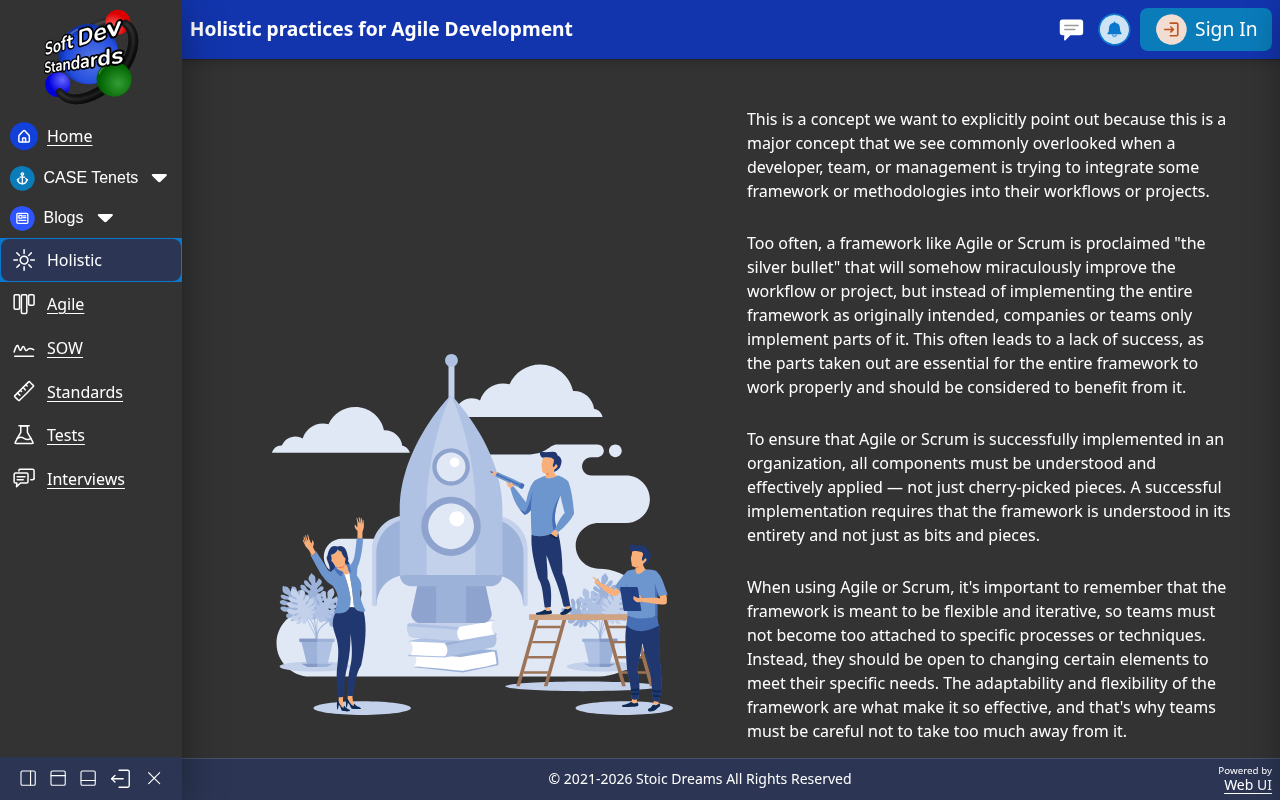 Soft Dev
Standards
Holistic practices for Agile Development
Sign In
Home
CASE Tenets
Blogs
Holistic
Agile
SOW
Standards
Tests
Interviews
This is a concept we want to explicitly point out because this is a
major concept that we see commonly overlooked when a
developer, team, or management is trying to integrate some
framework or methodologies into their workflows or projects.
Too often, a framework like Agile or Scrum is proclaimed "the
silver bullet" that will somehow miraculously improve the
workflow or project, but instead of implementing the entire
framework as originally intended, companies or teams only
implement parts of it. This often leads to a lack of success, as
the parts taken out are essential for the entire framework to
work properly and should be considered to benefit from it.
To ensure that Agile or Scrum is successfully implemented in an
organization, all components must be understood and
effectively applied — not just cherry-picked pieces. A successful
implementation requires that the framework is understood in its
entirety and not just as bits and pieces.
When using Agile or Scrum, it's important to remember that the
framework is meant to be flexible and iterative, so teams must
not become too attached to specific processes or techniques.
Instead, they should be open to changing certain elements to
meet their specific needs. The adaptability and flexibility of the
framework are what make it so effective, and that's why teams
must be careful not to take too much away from it.
© 2021-2026 Stoic Dreams All Rights Reserved
Powered by
Web UI